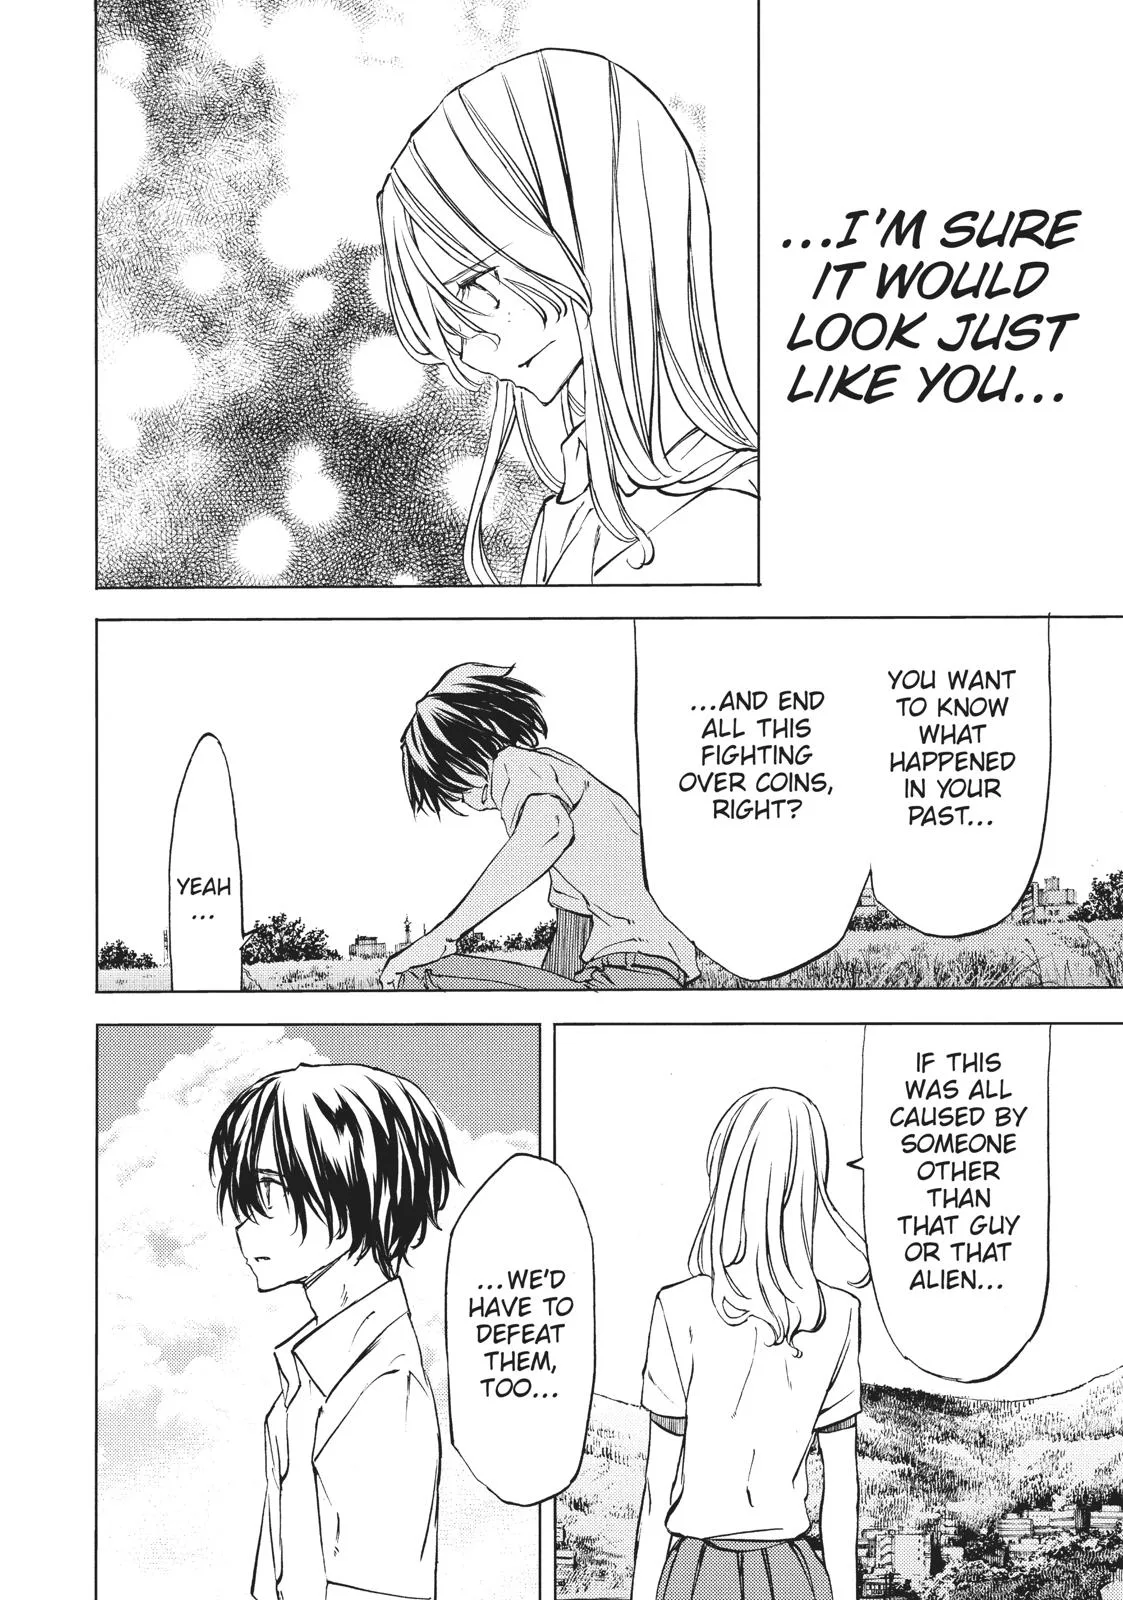 ...I'M SURE
IT WOULD
LOOK JUST
LIKE YOU...
YOU WANT
TO KNOW
WHAT
HAPPENED
IN YOUR
PAST...
...AND END
ALL THIS
FIGHTING
OVER COINS,
RIGHT?
YEAH
...
IF THIS
WAS ALL
CAUSED BY
SOMEONE
OTHER
THAN
THAT GUY
OR THAT
ALIEN...
...WE'D
HAVE TO
DEFEAT
THEM,
TOO...